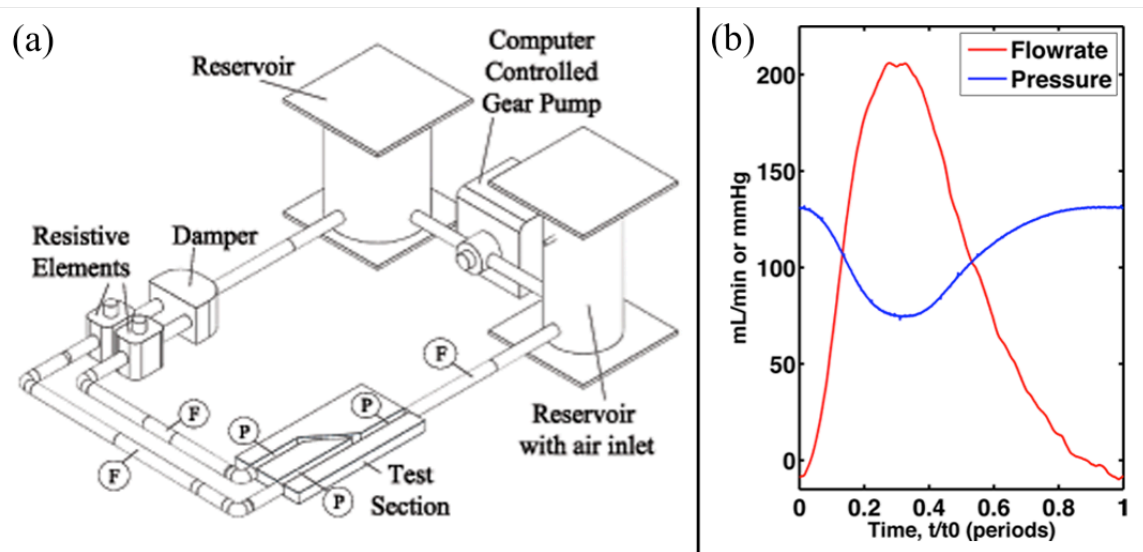 (a)
Reservoir
Computer
Controlled
Gear Pump
Resistive
Elements
Damper
F
Reservoir
with air inlet
P
F
P
F
P
Test
Section
(b)
Flowrate
Pressure
200
150
100
50
0
mL/min or mmHg
0
0.2
0.4
0.6
0.8
1
Time, t/t0 (periods)